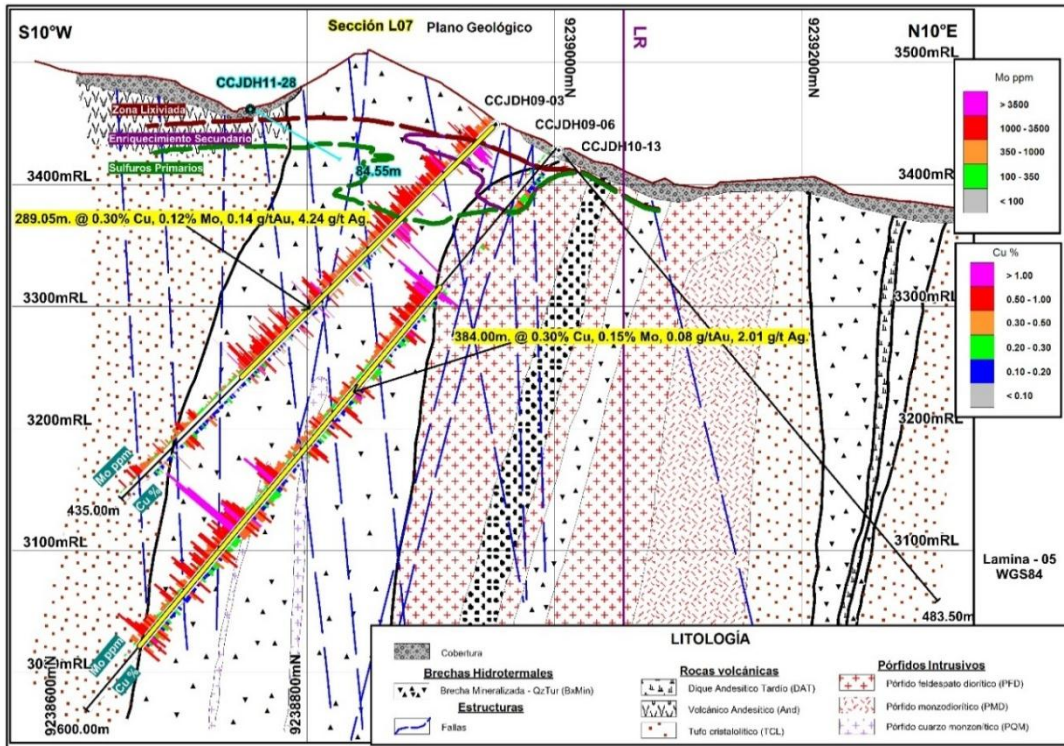 S10°W
Sección L07
Plano Geológico
N10°E
9239000mN
LR
9239200mN
3500mRL
CCJDH11-28
CCJDH09-03
CCJDH09-06
CCJDH10-13
Zona Lixiviada
Enriquecimiento Secundario
Sulfuros Primarios
84.55m
3400mRL
3400mRL
289.05m. @ 0.30% Cu, 0.12% Mo, 0.14 g/tAu, 4.24 g/t Ag.
3300mRL
3300mRL
384.00m. @ 0.30% Cu, 0.15% Mo, 0.08 g/tAu, 2.01 g/t Ag.
3200mRL
3200mRL
Mo ppm
Cu %
435.00m
3100mRL
3100mRL
Mo ppm
Cu %
483.50m
9238600mN
9238800mN
600.00m
Mo ppm
> 3500
1000 - 3500
350 - 1000
100 - 350
< 100
Cu %
> 1.00
0.50 - 1.00
0.30 - 0.50
0.20 - 0.30
0.10 - 0.20
< 0.10
Lamina - 05
WGS84
LITOLOGÍA
Cobertura
Brechas Hidrotermales
Brecha Mineralizada - QzTur (BxMin)
Estructuras
Fallas
Rocas volcánicas
Dique Andesítico Tardío (DAT)
Volcánico Andesítico (And)
Tufo cristalolítico (TCL)
Pórfidos Intrusivos
Pórfido feldespato diorítico (PFD)
Pórfido monzodiorítico (PMD)
Pórfido cuarzo monzonítico (PQM)